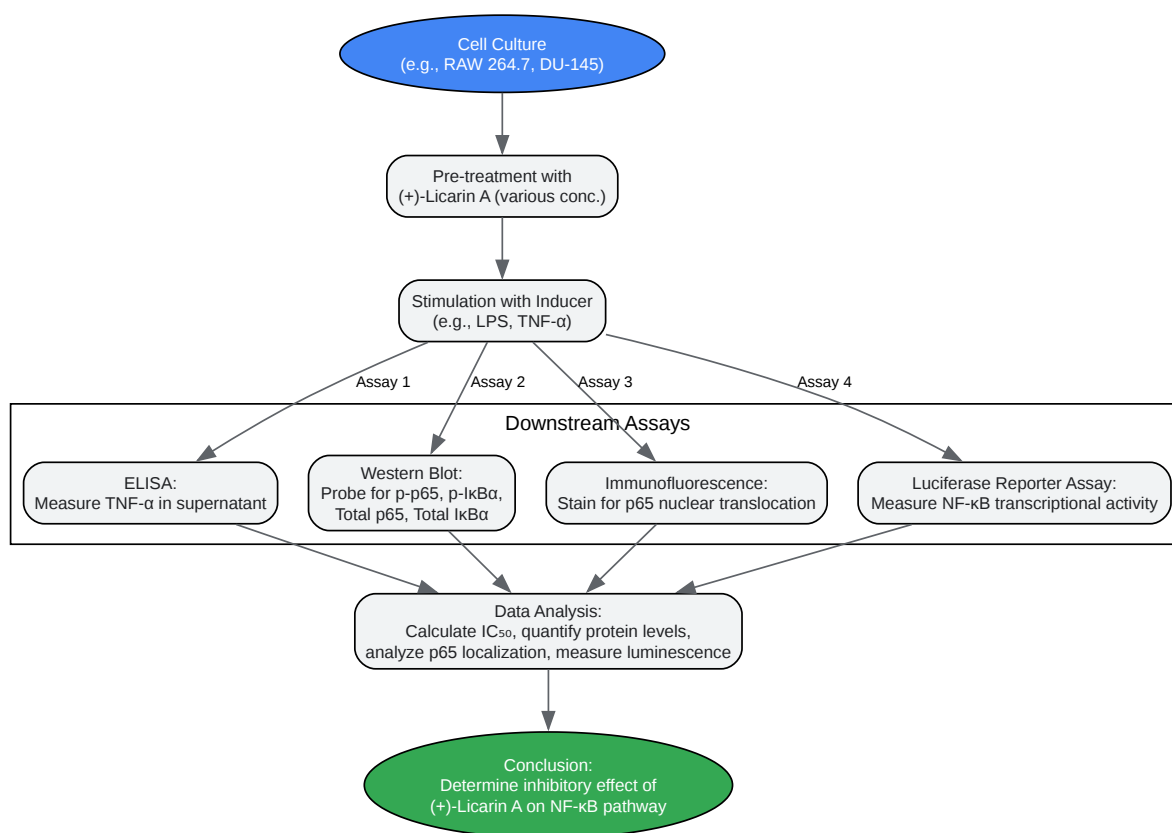 Cell Culture
(e.g., RAW 264.7, DU-145)
Pre-treatment with
(+)-Licarin A (various conc.)
Stimulation with Inducer
(e.g., LPS, TNF-α)
Assay 1
Assay 2
Assay 3
Assay 4
Downstream Assays
ELISA:
Measure TNF-α in supernatant
Western Blot:
Probe for p-p65, p-IκBα,
Total p65, Total IκBα
Immunofluorescence:
Stain for p65 nuclear translocation
Luciferase Reporter Assay:
Measure NF-κB transcriptional activity
Data Analysis:
Calculate IC₅₀, quantify protein levels,
analyze p65 localization, measure luminescence
Conclusion:
Determine inhibitory effect of
(+)-Licarin A on NF-κB pathway